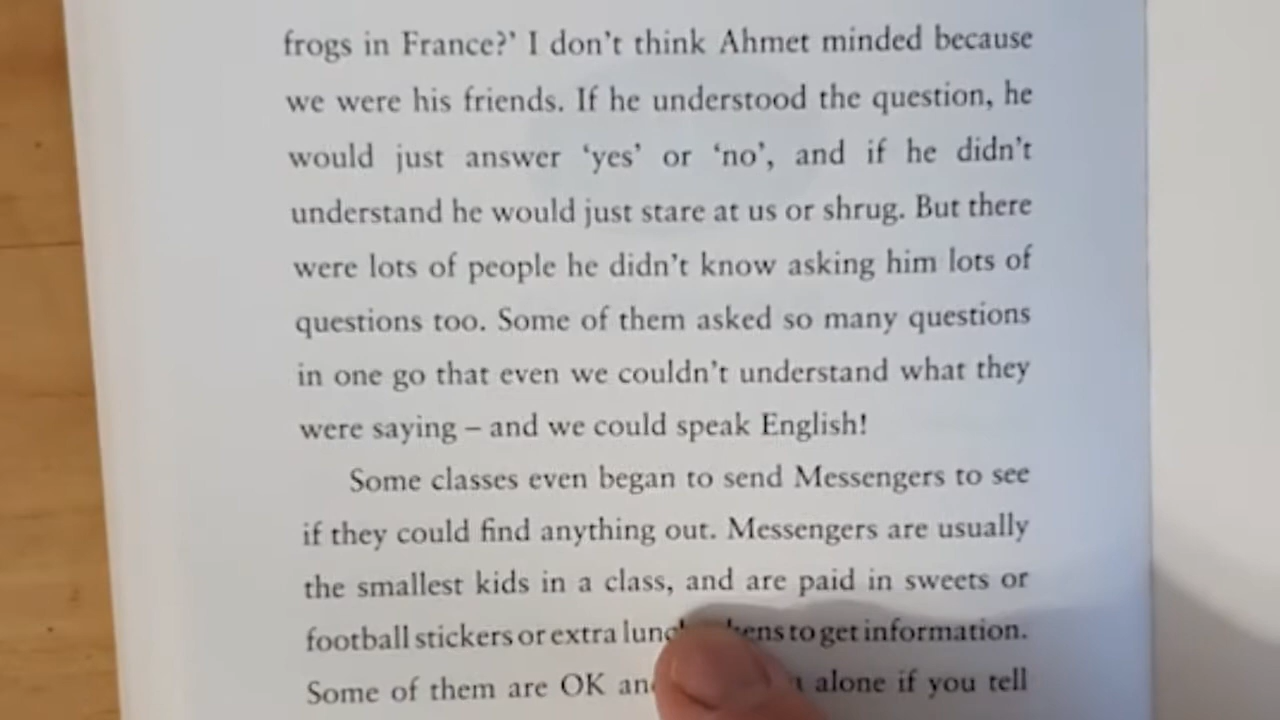 frogs in France?’ I don’t think Ahmet minded because
we were his friends. If he understood the question, he
would just answer ‘yes’ or ‘no’, and if he didn’t
understand he would just stare at us or shrug. But there
were lots of people he didn’t know asking him lots of
questions too. Some of them asked so many questions
in one go that even we couldn’t understand what they
were saying – and we could speak English!
Some classes even began to send Messengers to see
if they could find anything out. Messengers are usually
the smallest kids in a class, and are paid in sweets or
football stickers or extra to get information.
Some of them are OK alone if you tell